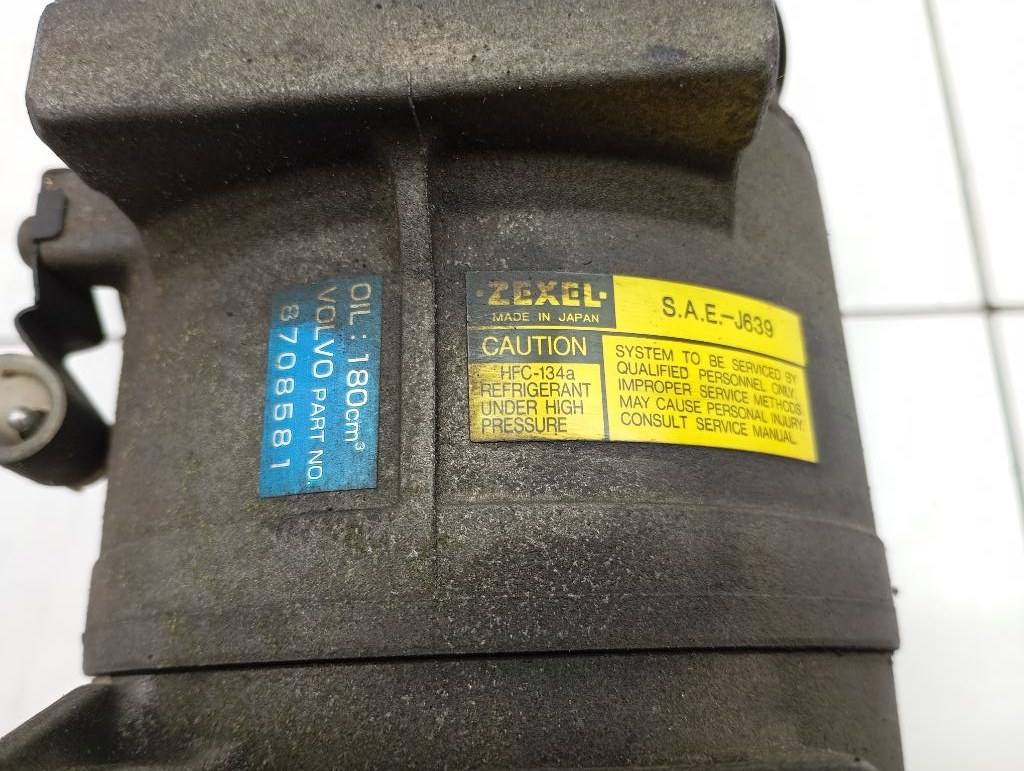 OIL : 180cm³
VOLVO PART NO.
8708581
·ZEXEL·
MADE IN JAPAN
S.A.E.-J639
CAUTION
HFC-134a
REFRIGERANT
UNDER HIGH
PRESSURE
SYSTEM TO BE SERVICED BY
QUALIFIED PERSONNEL ONLY.
IMPROPER SERVICE METHODS
MAY CAUSE PERSONAL INJURY.
CONSULT SERVICE MANUAL.